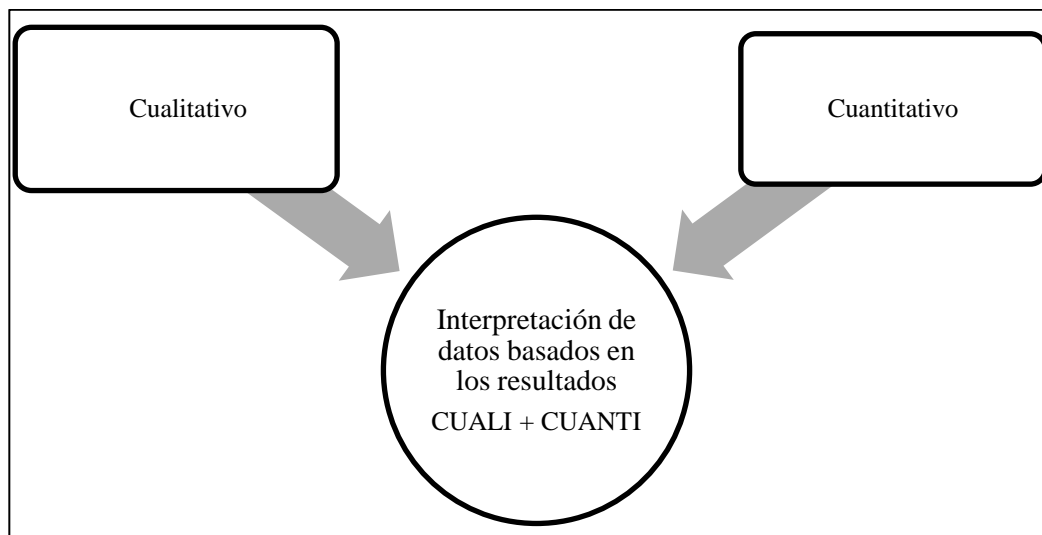 Cualitativo
Cuantitativo
Interpretación de
datos basados en
los resultados
CUALI + CUANTI